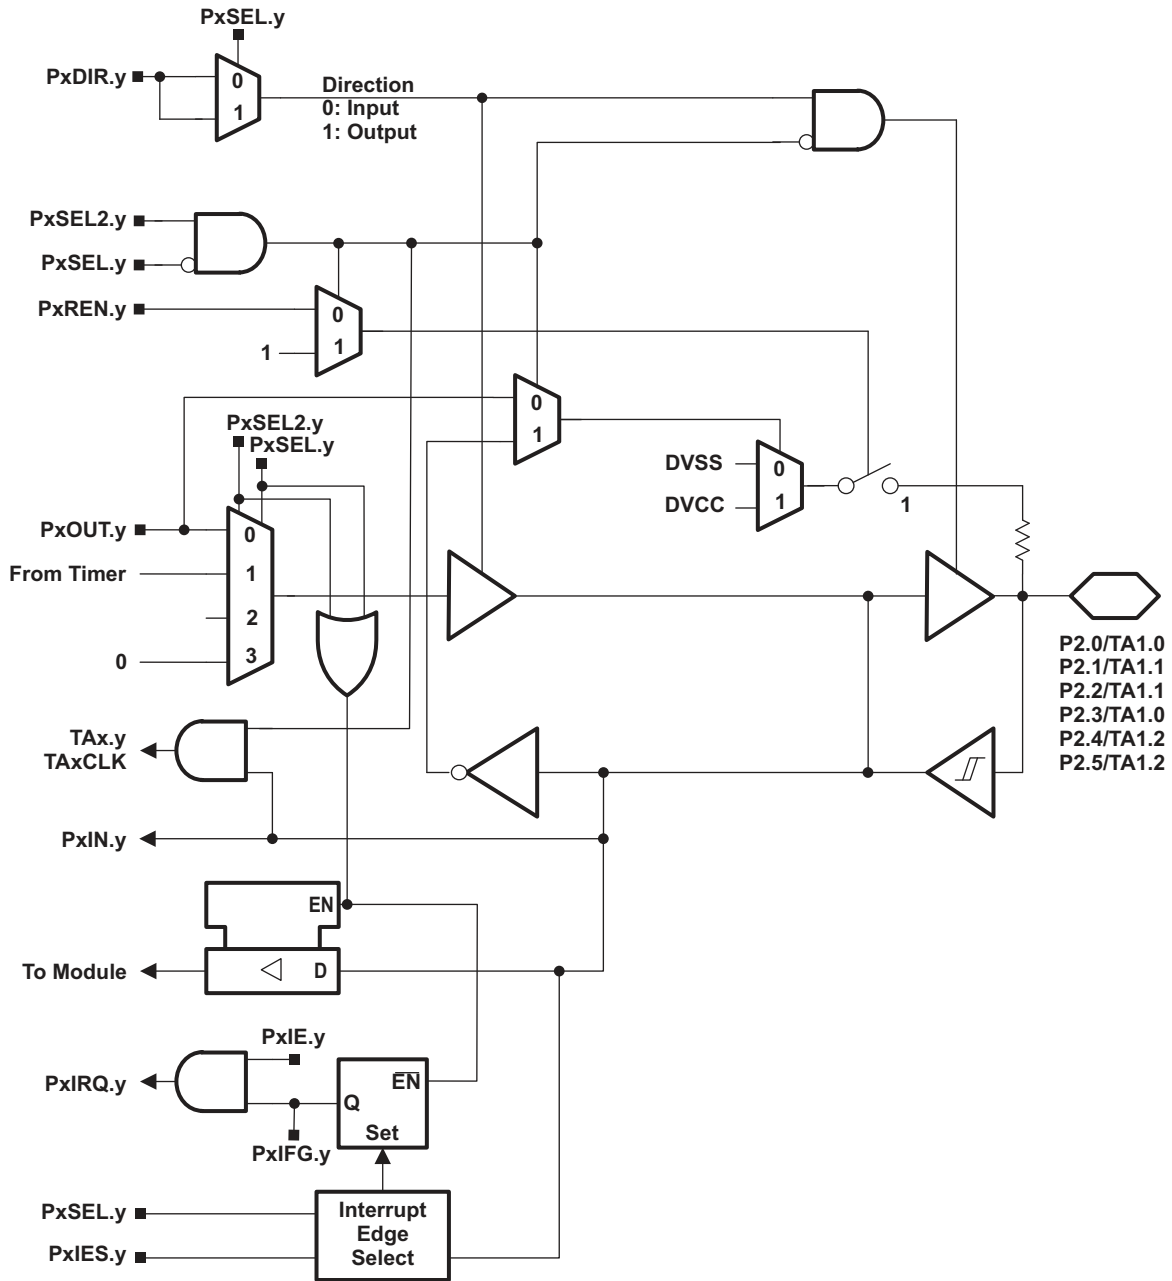 PxSEL.y
PxDIR.y
0
1
Direction
0: Input
1: Output
PxSEL2.y
PxSEL.y
PxREN.y
0
1
1
0
1
PxSEL2.y
PxSEL.y
DVSS
DVCC
0
1
1
PxOUT.y
From Timer
0
0
1
2
3
P2.0/TA1.0
P2.1/TA1.1
P2.2/TA1.1
P2.3/TA1.0
P2.4/TA1.2
P2.5/TA1.2
TAx.y
TAxCLK
PxIN.y
EN
To Module
D
PxIE.y
PxIRQ.y
EN
Q
Set
PxIFG.y
PxSEL.y
PxIES.y
Interrupt
Edge
Select